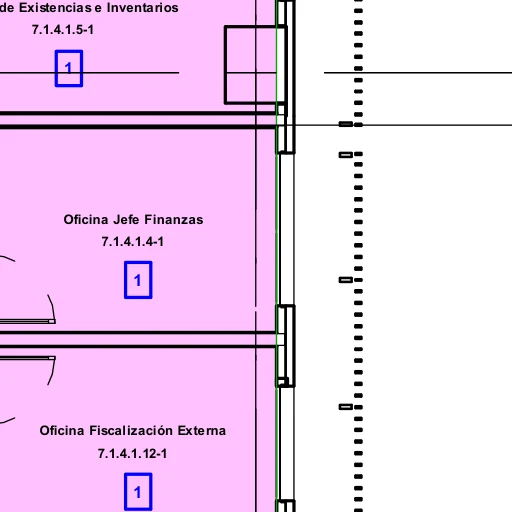 de Existencias e Inventarios
7.1.4.1.5-1
1
Oficina Jefe Finanzas
7.1.4.1.4-1
1
Oficina Fiscalización Externa
7.1.4.1.12-1
1